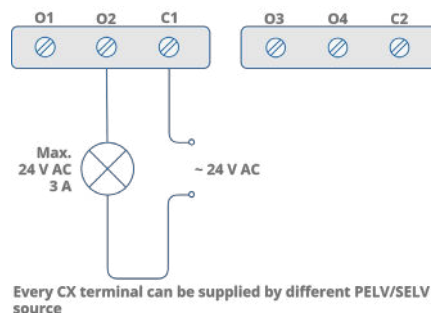 O1 O2 C1 O3 O4 C2
Max.
24 V AC
3 A
~ 24 V AC
Every CX terminal can be supplied by different PELV/SELV
source